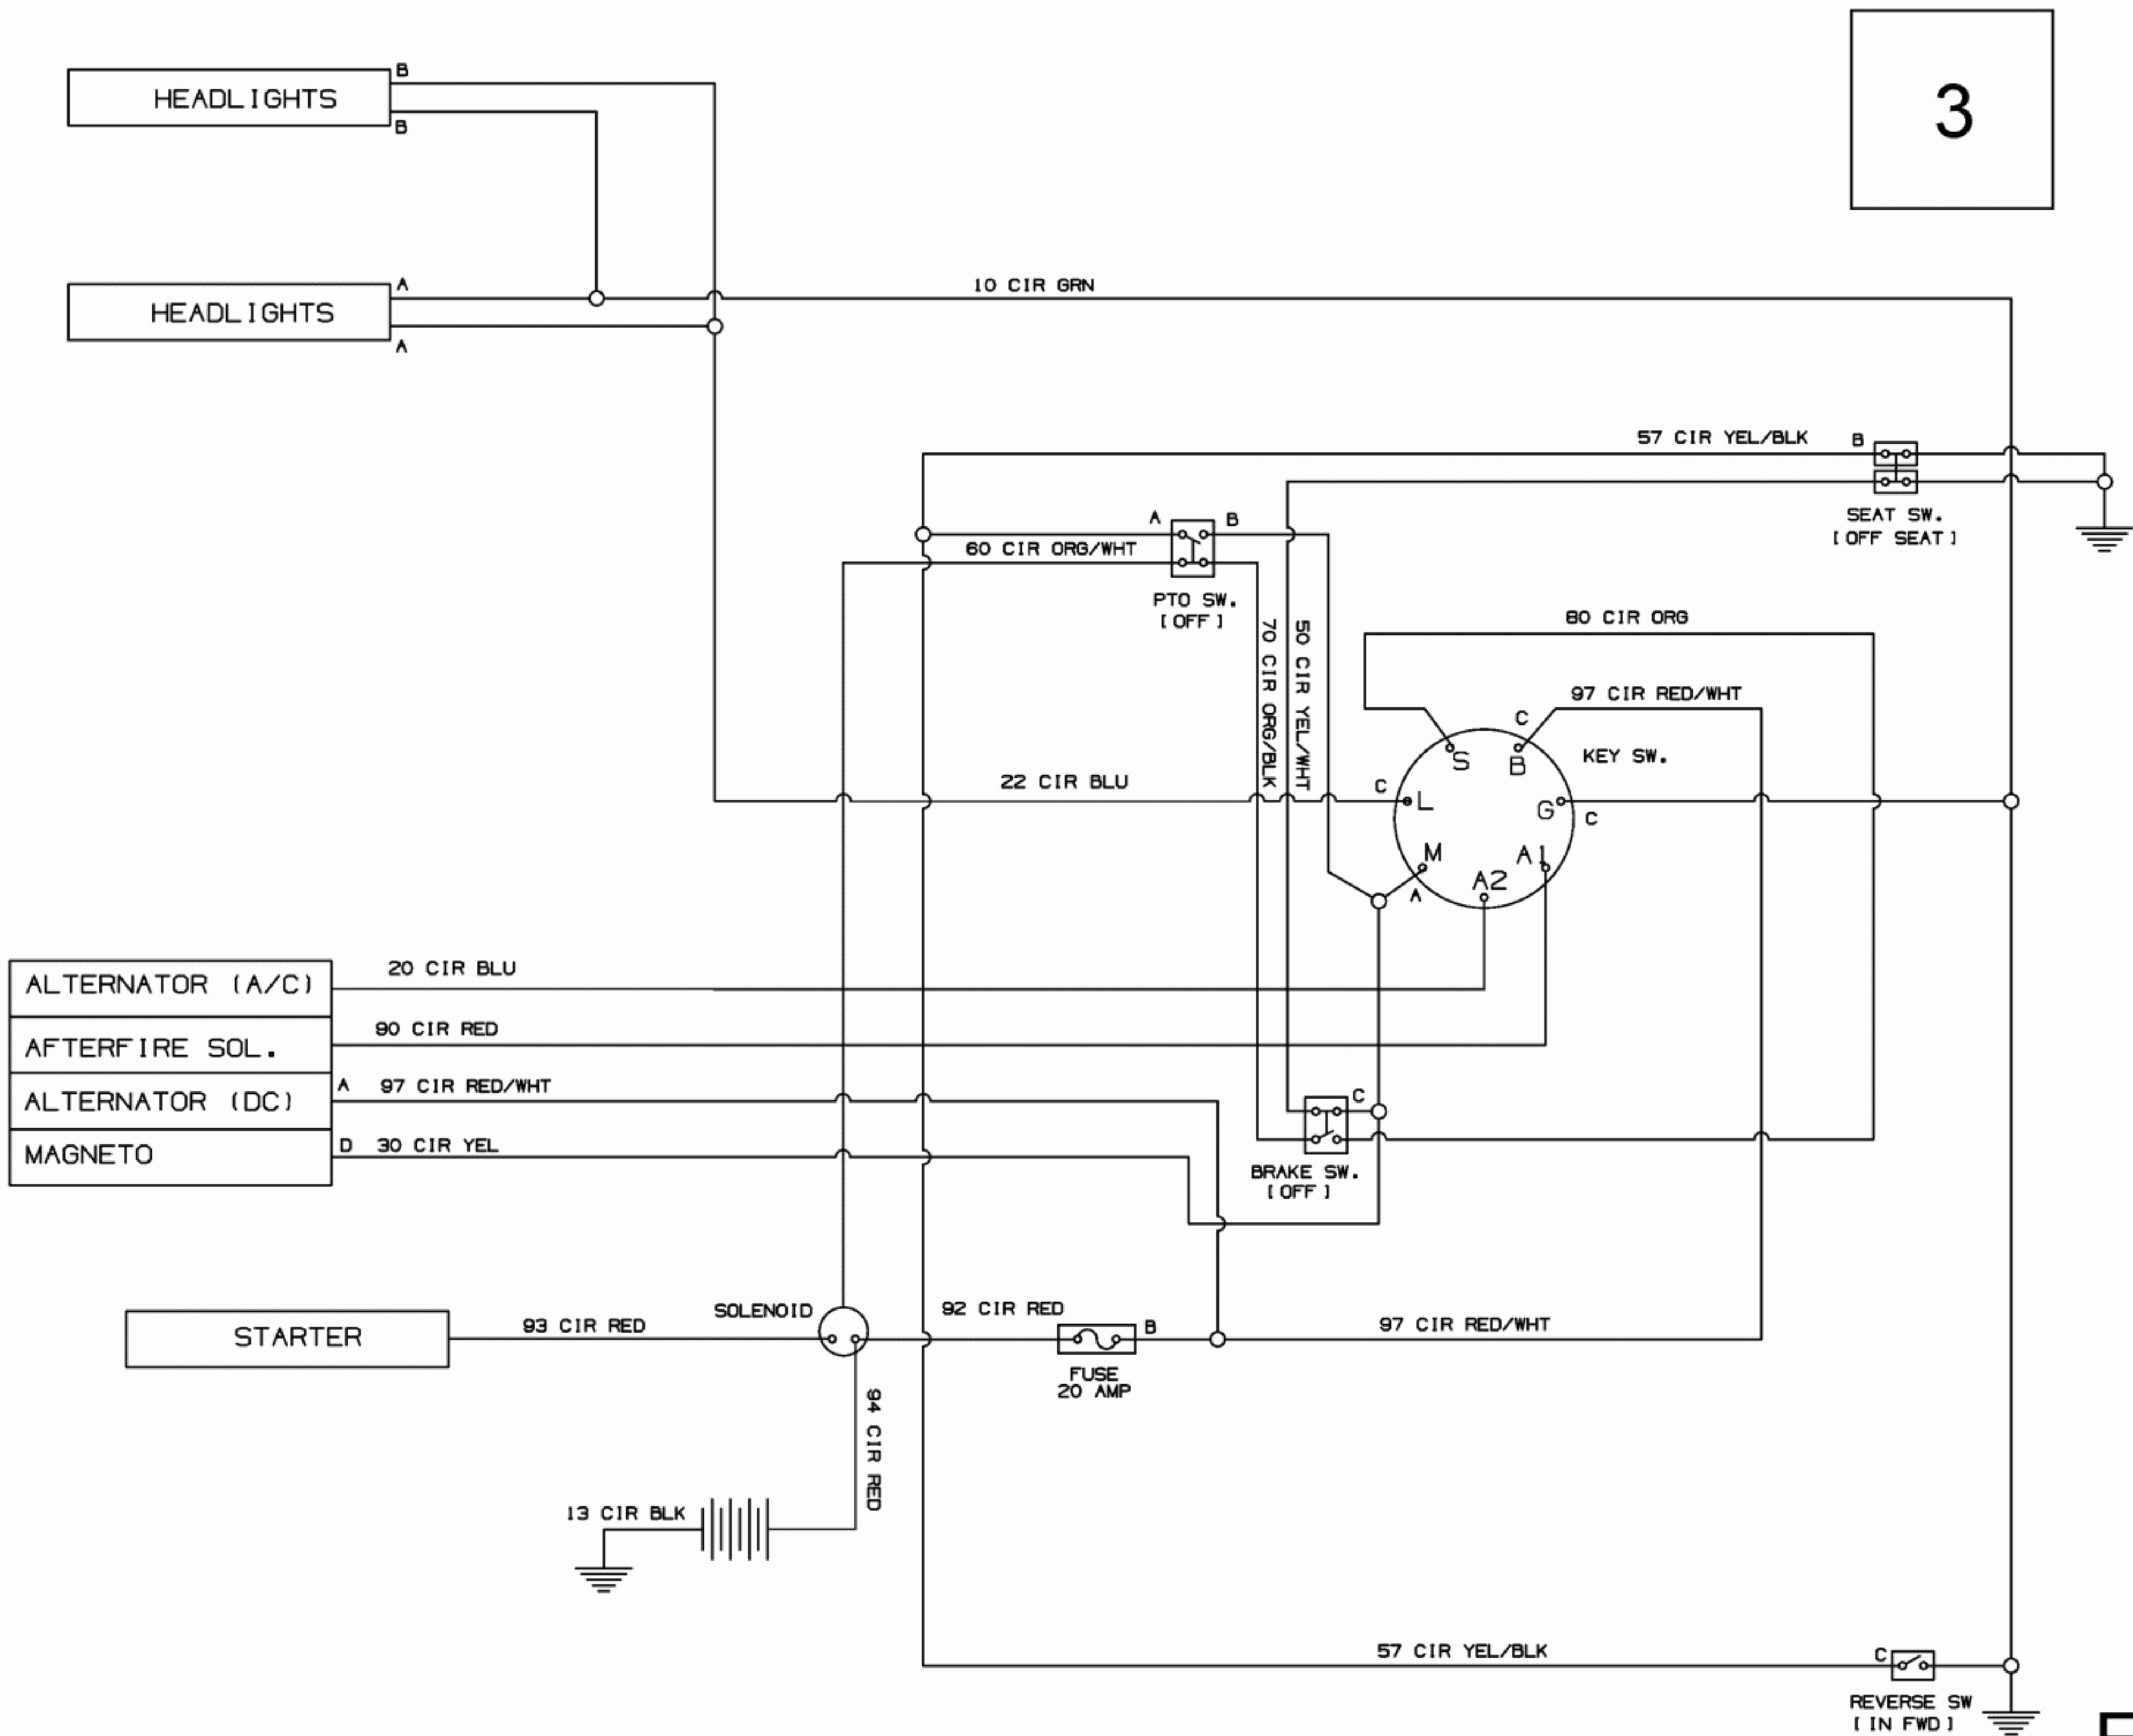 3
B
HEADLIGHTS
B
A
HEADLIGHTS
A
10 CIR GRN
57 CIR YEL/BLK
B
SEAT SW.
[ OFF SEAT ]
A
B
60 CIR ORG/WHT
PTO SW.
[ OFF ]
70 CIR ORG/BLK
50 CIR YEL/WHT
80 CIR ORG
97 CIR RED/WHT
C
S
B
KEY SW.
22 CIR BLU
C
L
G
C
M
A1
A2
A
20 CIR BLU
ALTERNATOR (A/C)
90 CIR RED
AFTERFIRE SOL.
A
97 CIR RED/WHT
ALTERNATOR (DC)
D
30 CIR YEL
MAGNETO
C
BRAKE SW.
[ OFF ]
STARTER
93 CIR RED
SOLENOID
92 CIR RED
B
FUSE
20 AMP
97 CIR RED/WHT
94 CIR RED
13 CIR BLK
57 CIR YEL/BLK
C
REVERSE SW
[ IN FWD ]